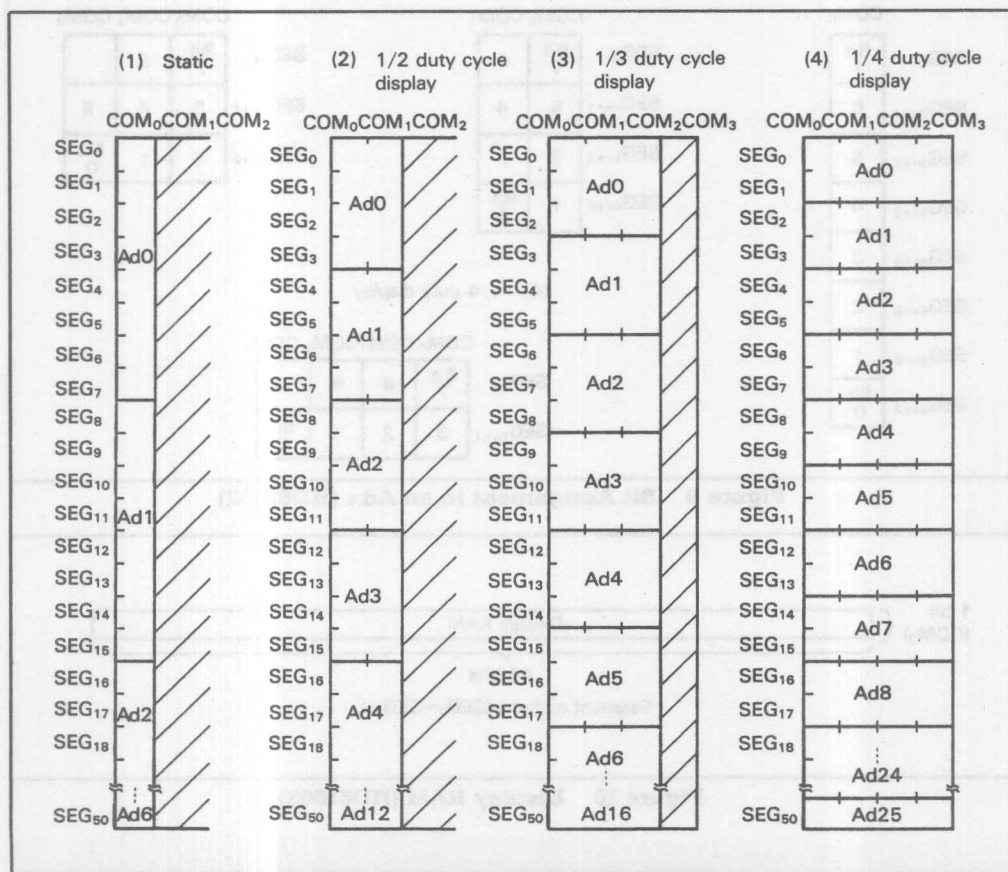 (1) Static
COM₀COM₁COM₂
SEG₀
SEG₁
SEG₂
SEG₃
SEG₄
SEG₅
SEG₆
SEG₇
SEG₈
SEG₉
SEG₁₀
SEG₁₁
SEG₁₂
SEG₁₃
SEG₁₄
SEG₁₅
SEG₁₆
SEG₁₇
SEG₁₈
SEG₅₀
Ad0
Ad1
Ad2
Ad6
(2) 1/2 duty cycle
display
COM₀COM₁COM₂
SEG₀
SEG₁
SEG₂
SEG₃
SEG₄
SEG₅
SEG₆
SEG₇
SEG₈
SEG₉
SEG₁₀
SEG₁₁
SEG₁₂
SEG₁₃
SEG₁₄
SEG₁₅
SEG₁₆
SEG₁₇
SEG₁₈
SEG₅₀
Ad0
Ad1
Ad2
Ad3
Ad4
Ad12
(3) 1/3 duty cycle
display
COM₀COM₁COM₂COM₃
SEG₀
SEG₁
SEG₂
SEG₃
SEG₄
SEG₅
SEG₆
SEG₇
SEG₈
SEG₉
SEG₁₀
SEG₁₁
SEG₁₂
SEG₁₃
SEG₁₄
SEG₁₅
SEG₁₆
SEG₁₇
SEG₁₈
SEG₅₀
Ad0
Ad1
Ad2
Ad3
Ad4
Ad5
Ad6
Ad16
(4) 1/4 duty cycle
display
COM₀COM₁COM₂COM₃
SEG₀
SEG₁
SEG₂
SEG₃
SEG₄
SEG₅
SEG₆
SEG₇
SEG₈
SEG₉
SEG₁₀
SEG₁₁
SEG₁₂
SEG₁₃
SEG₁₄
SEG₁₅
SEG₁₆
SEG₁₇
SEG₁₈
SEG₅₀
Ad0
Ad1
Ad2
Ad3
Ad4
Ad5
Ad6
Ad7
Ad8
Ad24
Ad25